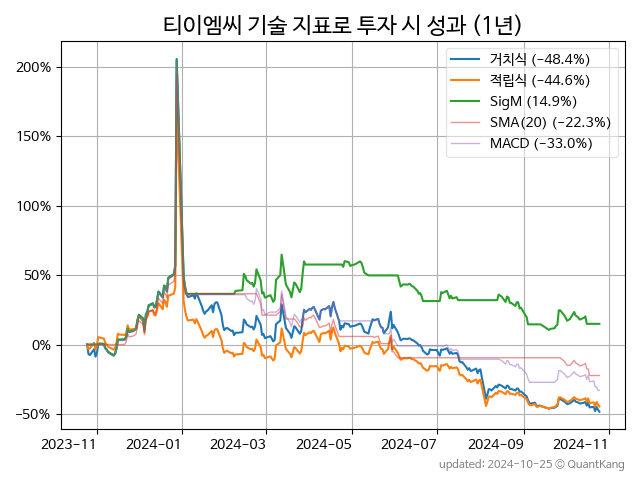 티이엠씨 기술 지표로 투자 시 성과 (1년)
거치식 (−48.4%)
적립식 (−44.6%)
SigM (14.9%)
SMA(20) (−22.3%)
MACD (−33.0%)
200%
150%
100%
50%
0%
−50%
2023-11 2024-01 2024-03 2024-04 2024-07 2024-09 2024-11
updated: 2024-10-25 © QuantKang